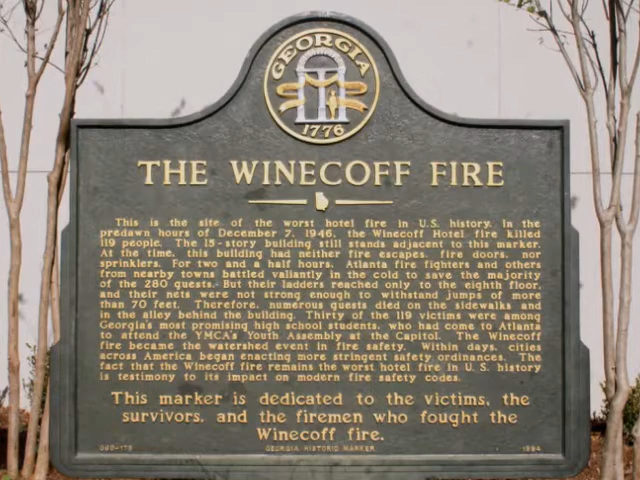 GEORGIA
1776
THE WINECOFF FIRE
This is the site of the worst hotel fire in U.S. history. In the
predawn hours of December 7, 1946, the Winecoff Hotel fire killed
119 people. The 15-story building still stands adjacent to this marker.
At the time, this building had neither fire escapes, fire doors, nor
sprinklers. For two and a half hours, Atlanta fire fighters and others
from nearby towns battled valiantly in the cold to save the majority
of the 280 guests. But their ladders reached only to the eighth floor,
and their nets were not strong enough to withstand jumps of more
than 70 feet. Therefore, numerous guests died on the sidewalks and
in the alley behind the building. Thirty of the 119 victims were among
Georgia's most promising high school students, who had come to Atlanta
to attend the YMCA's Youth Assembly at the Capitol. The Winecoff
fire became the watershed event in fire safety. Within days, cities
across America began enacting more stringent safety ordinances. The
fact that the Winecoff fire remains the worst hotel fire in U.S. history
is testimony to its impact on modern fire safety codes.
This marker is dedicated to the victims, the
survivors, and the firemen who fought the
Winecoff fire.
GEORGIA HISTORIC MARKER 1994